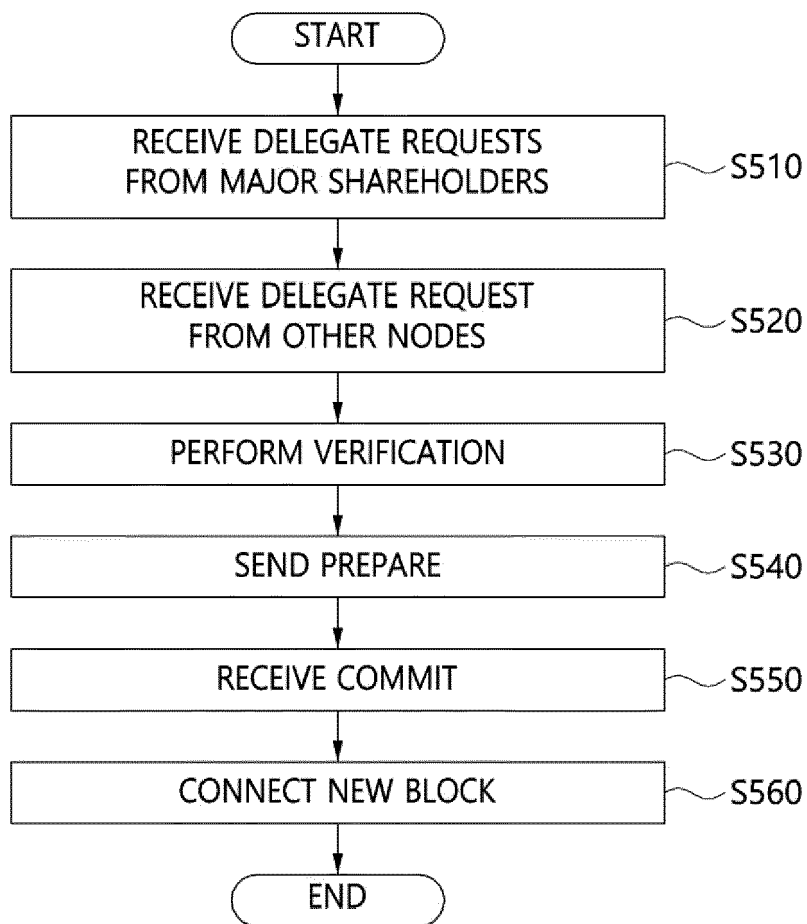 START
RECEIVE DELEGATE REQUESTS
FROM MAJOR SHAREHOLDERS
S510
RECEIVE DELEGATE REQUEST
FROM OTHER NODES
S520
PERFORM VERIFICATION
S530
SEND PREPARE
S540
RECEIVE COMMIT
S550
CONNECT NEW BLOCK
S560
END